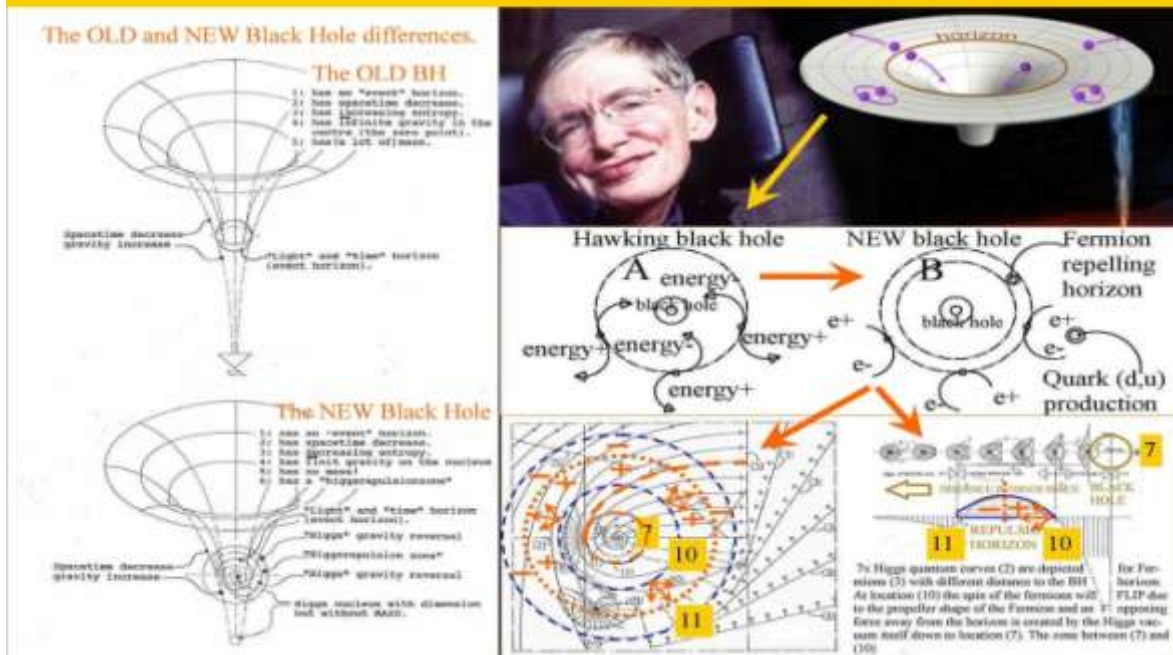 The OLD and NEW Black Hole differences.
The OLD BH
1: has an "event" horizon.
2: has spacetime decrease.
3: has increasing entropy.
4: has infinite gravity in the
centre (the zero point).
5: has a lot of mass.
Spacetime decrease
gravity increase
"Light" and "time" horizon
(event horizon).
The NEW Black Hole
1: has an "event" horizon.
2: has spacetime decrease.
3: has decreasing entropy.
4: has finit gravity on the nucleus
5: no mass!
6: has a "higgsrepulsionzone"
"Light" and "time" horizon
(event horizon).
"Higgs" gravity reversal
"Higgsrepulsion zone"
"Higgs" gravity reversal
Spacetime decrease
gravity increase
Higgs nucleus with dimension
but without MASS.
horizon
Hawking black hole
NEW black hole
Fermion
repelling
horizon
A
energy-
black hole
energy+
energy-
energy+
energy+
B
black hole
e+
e-
e+
e-
e-
e+
Quark (d,u)
production
7
10
11
7
BLACK
HOLE
11
REPULSION
HORIZON
10
7x Higgs quantum corves (2) are depicted for Fer-
mions (3) with different distance to the BH horizon.
At location (10) the spin of the fermions will FLIP due
to the propeller shape of the Fermion and an opposing
force away from the horizon is created by the Higgs vac-
uum itself down to location (7). The zone between (7) and
(10)